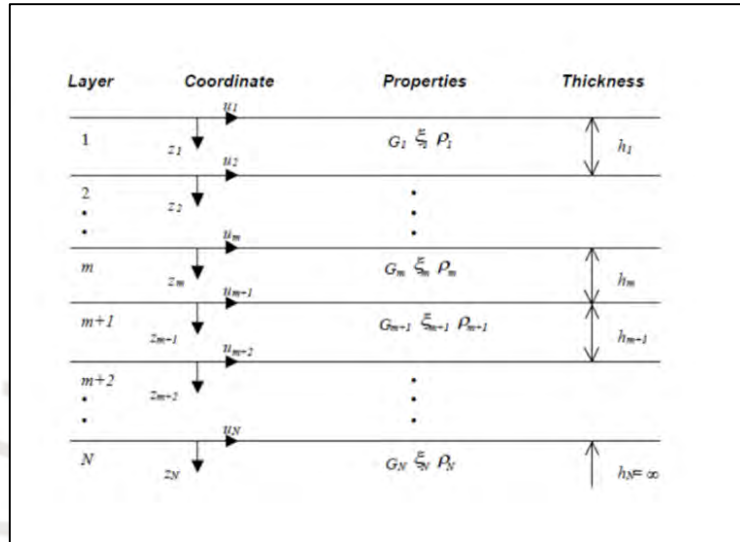 Layer Coordinate Properties Thickness
u1
1 z1 G1 ξ1 ρ1 h1
u2
2 z2
um
m zm Gm ξm ρm hm
um+1
m+1 zm+1 Gm+1 ξm+1 ρm+1 hm+1
um+2
m+2 zm+2
uN
N zN GN ξN ρN hN=∞